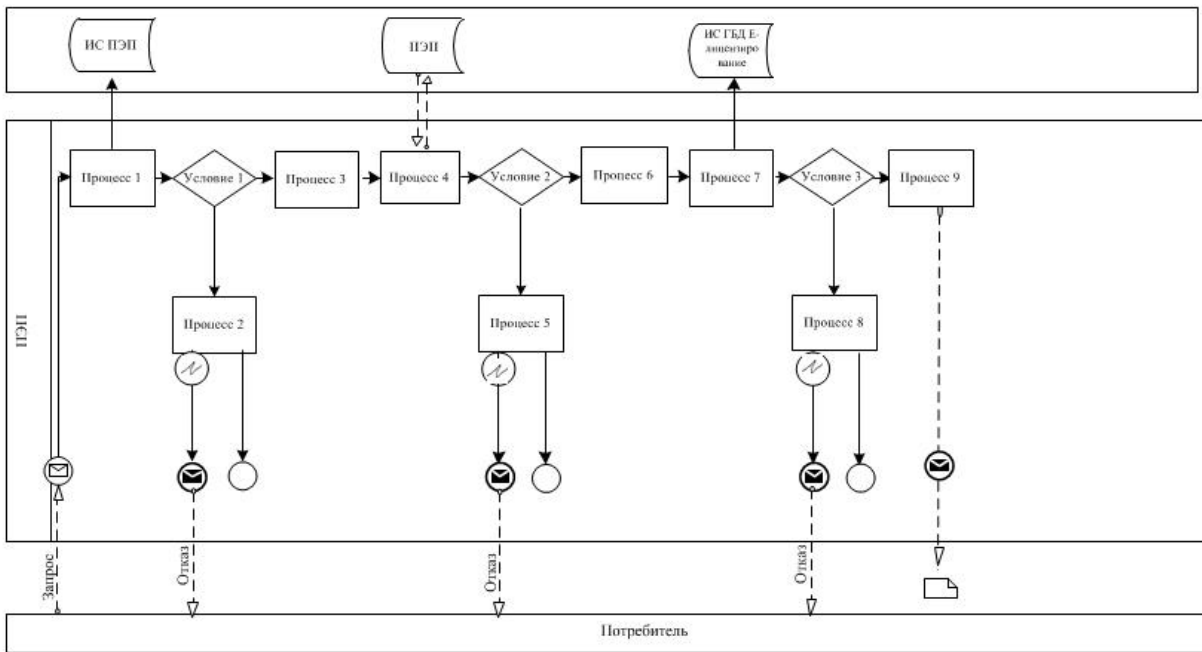 ИС ПЭП
ПЭП
ИС ГБД Е-
лицензиро
вание
Процесс 1
Условие 1
Процесс 3
Процесс 4
Условие 2
Процесс 6
Процесс 7
Условие 3
Процесс 9
Процесс 2
Процесс 5
Процесс 8
Запрос
Отказ
Отказ
Отказ
Потребитель